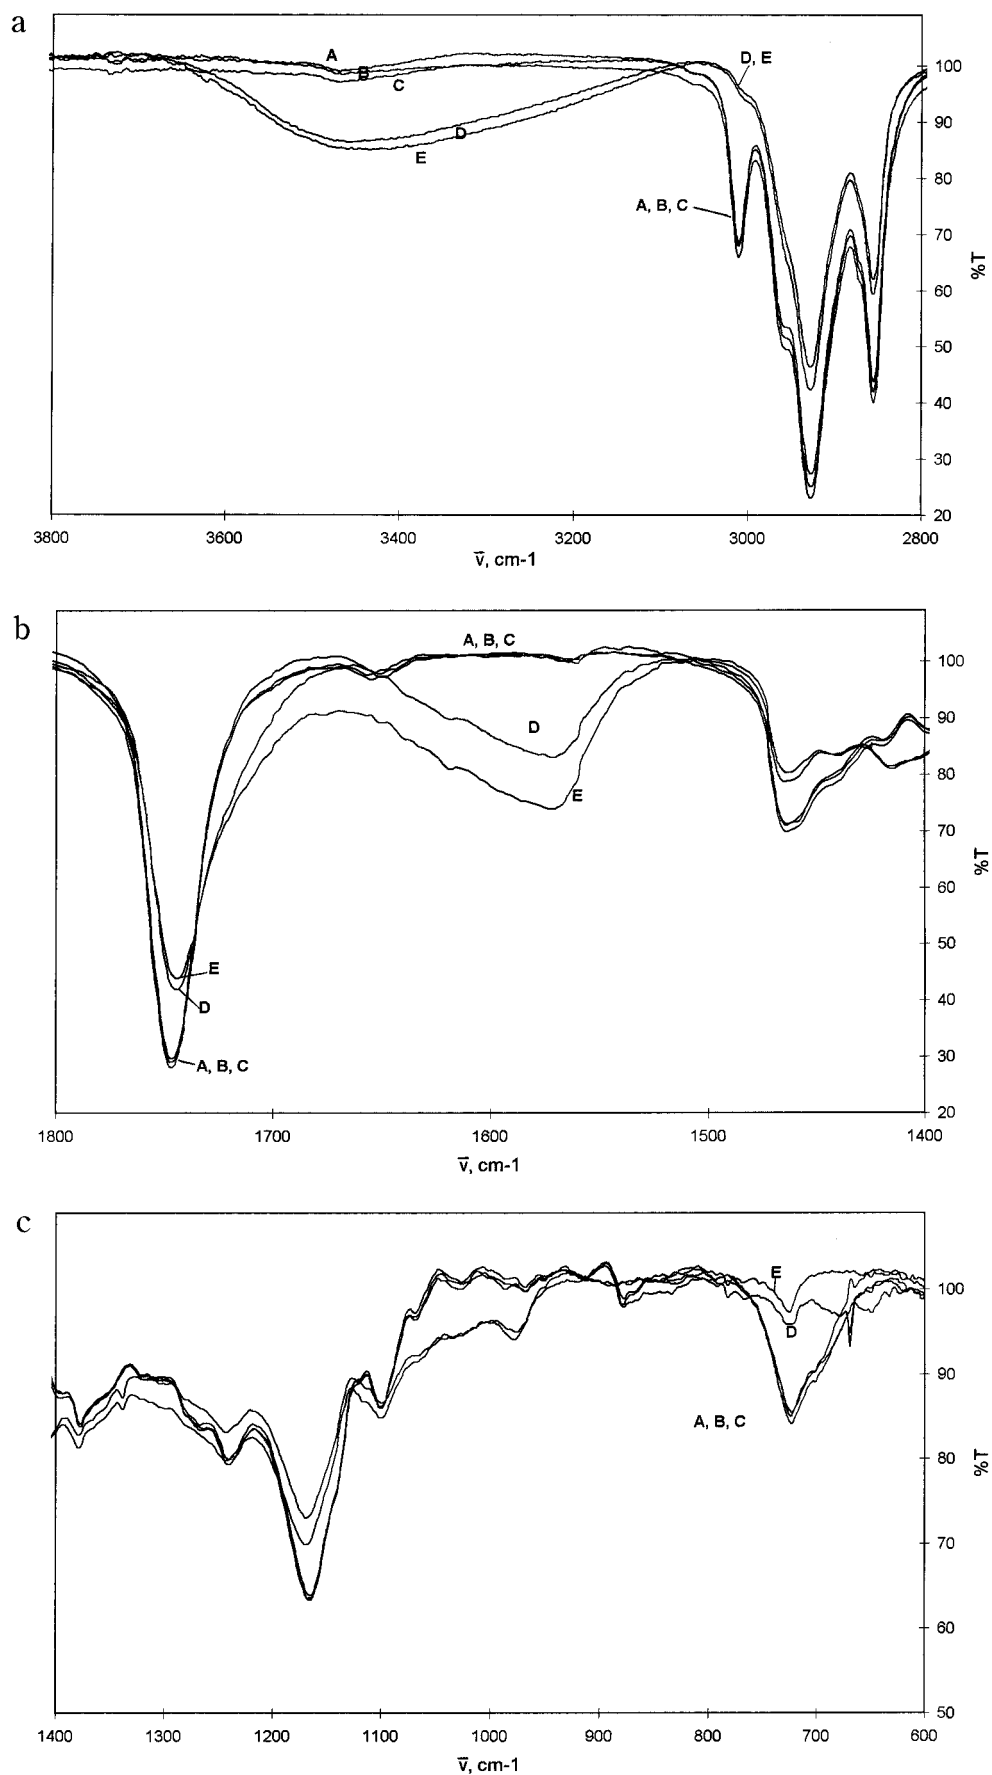 a
A
B
C
D, E
100
90
D
E
80
A, B, C
70
%T
60
50
40
30
20
3800
3600
3400
3200
3000
2800
v̅, cm-1
b
A, B, C
100
D
90
80
E
70
%T
60
50
E
D
40
A, B, C
30
20
1800
1700
1600
1500
1400
v̅, cm-1
c
E
100
D
90
A, B, C
80
%T
70
60
50
1400
1300
1200
1100
1000
900
800
700
600
v̅, cm-1